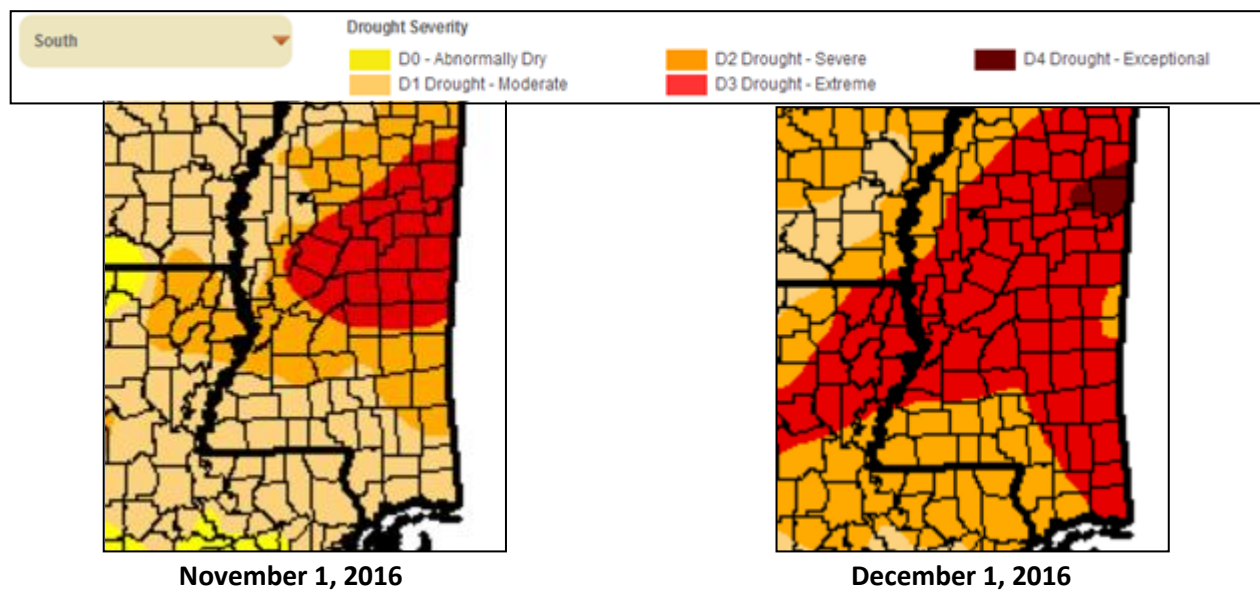 South
Drought Severity
D0 - Abnormally Dry
D2 Drought - Severe
D4 Drought - Exceptional
D1 Drought - Moderate
D3 Drought - Extreme
November 1, 2016
December 1, 2016